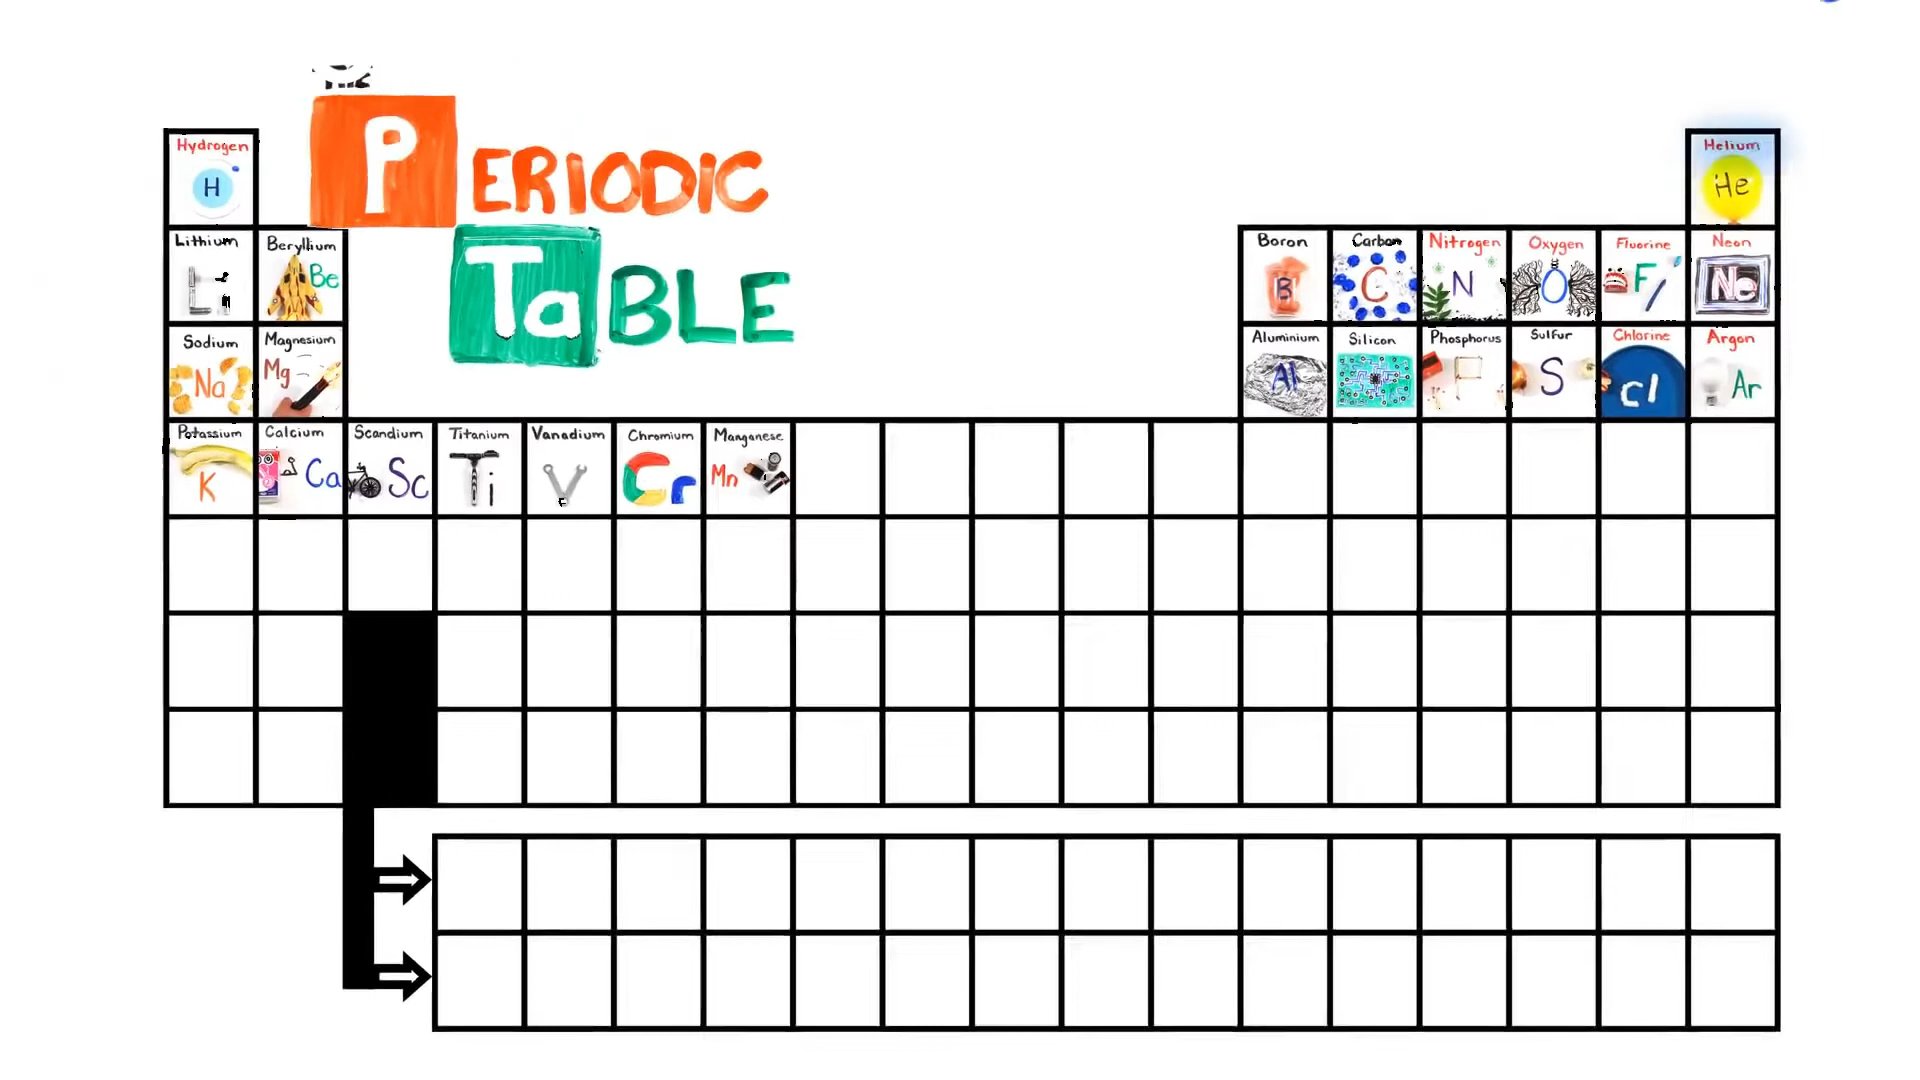 PERIODIC
TaBLE
Hydrogen
H
Helium
He
Lithium
Li
Beryllium
Be
Boron
B
Carbon
C
Nitrogen
N
Oxygen
O
Fluorine
F
Neon
Ne
Sodium
Na
Magnesium
Mg
Aluminium
Al
Silicon
Phosphorus
P
Sulfur
S
Chlorine
cl
Argon
Ar
Potassium
K
Calcium
Ca
Scandium
Sc
Titanium
Ti
Vanadium
V
Chromium
Cr
Manganese
Mn